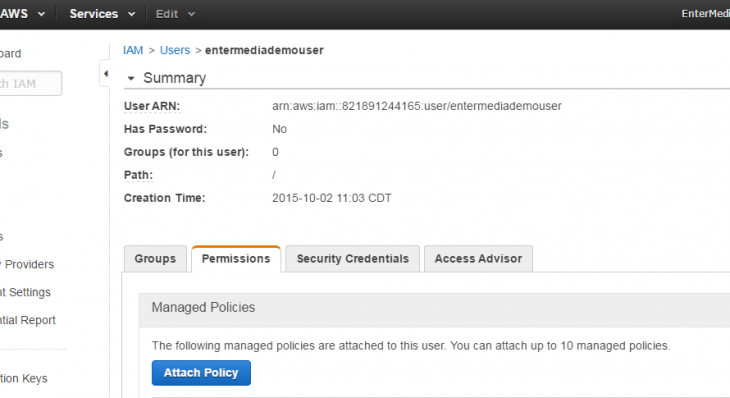 AWS Services Edit EnterMedi
IAM > Users > entermediademouser
oard
ch IAM
Summary
User ARN: arn:aws:iam::821891244165:user/entermediademouser
Has Password: No
Groups (for this user): 0
Path: /
Creation Time: 2015-10-02 11:03 CDT
Groups Permissions Security Credentials Access Advisor
Providers
nt Settings
ntial Report
tion Keys
Managed Policies
The following managed policies are attached to this user. You can attach up to 10 managed policies.
Attach Policy